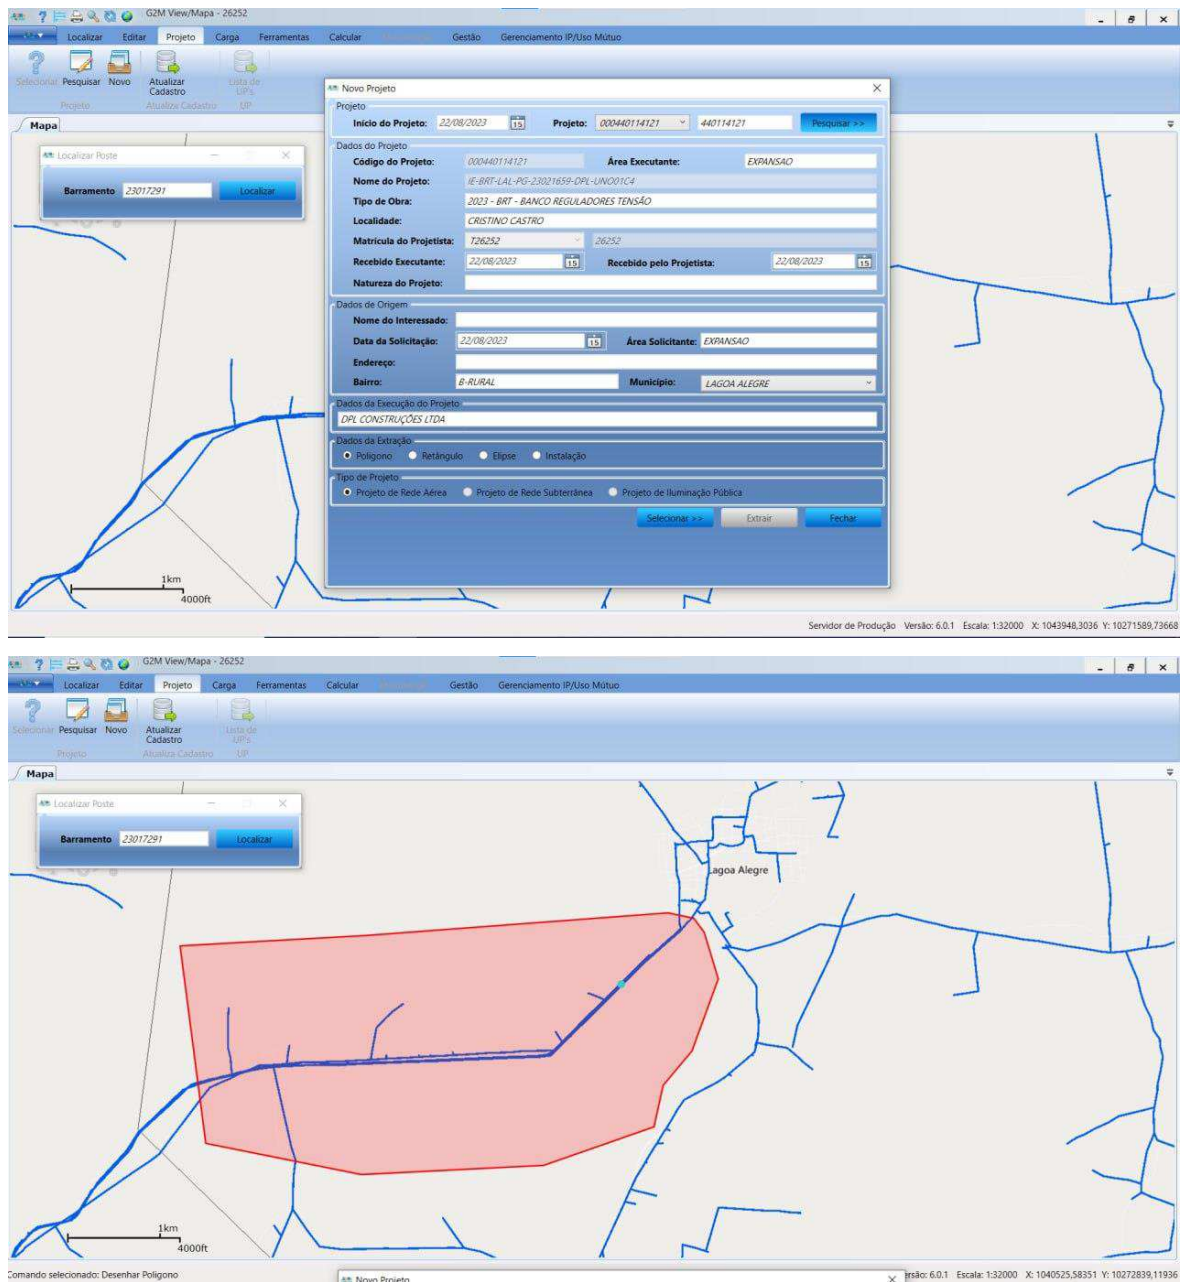 G2M View/Mapa - 26252
Localizar Editar Projeto Carga Ferramentas Calcular Gestão Gerenciamento IP/Uso Mútuo
Selecionar Pesquisar Novo Atualizar Cadastro Lista de UP's
Projeto Atualiza Cadastro UP
Mapa
Localizar Poste
Barramento 23017291 Localizar
Novo Projeto
Projeto
Início do Projeto: 22/08/2023 15 Projeto: 000440114121 440114121 Pesquisar >>
Dados do Projeto
Código do Projeto: 000440114121 Área Executante: EXPANSAO
Nome do Projeto: IE-BRT-LAL-PG-23021659-DPL-UNO01C4
Tipo de Obra: 2023 - BRT - BANCO REGULADORES TENSÃO
Localidade: CRISTINO CASTRO
Matrícula do Projetista: T26252 26252
Recebido Executante: 22/08/2023 15 Recebido pelo Projetista: 22/08/2023 15
Natureza do Projeto:
Dados de Origem
Nome do Interessado:
Data da Solicitação: 22/08/2023 15 Área Solicitante: EXPANSAO
Endereço:
Bairro: B-RURAL Município: LAGOA ALEGRE
Dados da Execução do Projeto
DPL CONSTRUÇÕES LTDA
Dados da Extração
Polígono Retângulo Elipse Instalação
Tipo de Projeto
Projeto de Rede Aérea Projeto de Rede Subterrânea Projeto de Iluminação Pública
Selecionar >> Extrair Fechar
1km
4000ft
Servidor de Produção Versão: 6.0.1 Escala: 1:32000 X: 1043948,3036 Y: 10271589,73668
G2M View/Mapa - 26252
Localizar Editar Projeto Carga Ferramentas Calcular Gestão Gerenciamento IP/Uso Mútuo
Selecionar Pesquisar Novo Atualizar Cadastro Lista de UP's
Projeto Atualiza Cadastro UP
Mapa
Localizar Poste
Barramento 23017291 Localizar
Lagoa Alegre
1km
4000ft
Comando selecionado: Desenhar Polígono
Novo Projeto
ersão: 6.0.1 Escala: 1:32000 X: 1040525,58351 Y: 10272839,11936